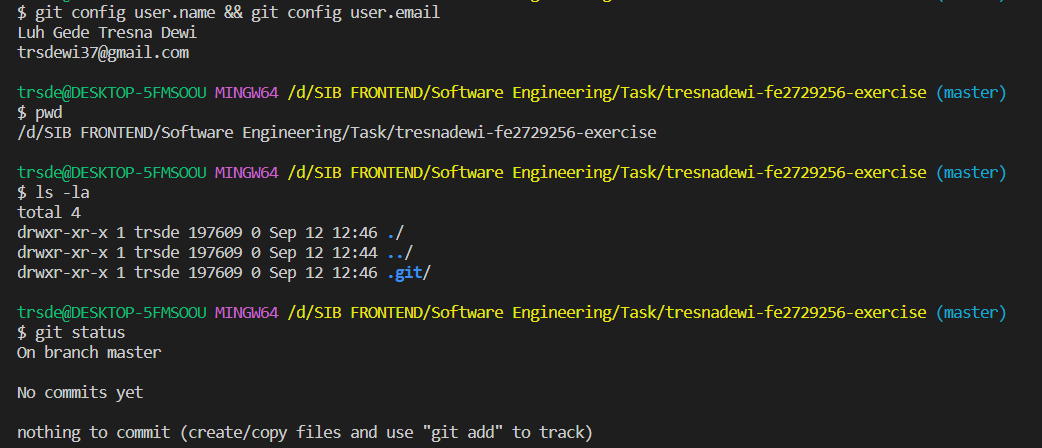 $ git config user.name && git config user.email
Luh Gede Tresna Dewi
trsdewi37@gmail.com
trsde@DESKTOP-5FMSOOU MINGW64 /d/SIB FRONTEND/Software Engineering/Task/tresnadewi-fe2729256-exercise (master)
$ pwd
/d/SIB FRONTEND/Software Engineering/Task/tresnadewi-fe2729256-exercise
trsde@DESKTOP-5FMSOOU MINGW64 /d/SIB FRONTEND/Software Engineering/Task/tresnadewi-fe2729256-exercise (master)
$ ls -la
total 4
drwxr-xr-x 1 trsde 197609 0 Sep 12 12:46 ./
drwxr-xr-x 1 trsde 197609 0 Sep 12 12:44 ../
drwxr-xr-x 1 trsde 197609 0 Sep 12 12:46 .git/
trsde@DESKTOP-5FMSOOU MINGW64 /d/SIB FRONTEND/Software Engineering/Task/tresnadewi-fe2729256-exercise (master)
$ git status
On branch master
No commits yet
nothing to commit (create/copy files and use "git add" to track)